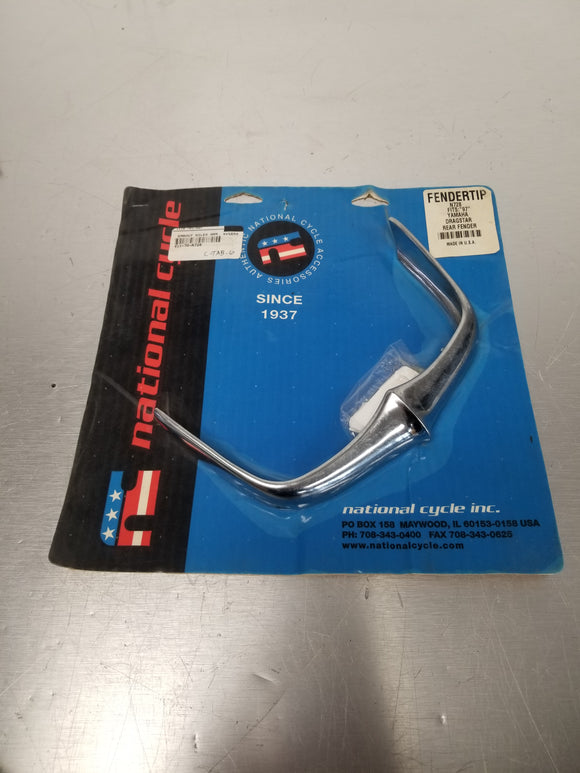 FENDERTIP
N728
FITS: "97"
YAMAHA
DRAGSTAR
REAR FENDER
MADE IN U.S.A.
AUTHENTIC NATIONAL CYCLE ACCESSORIES
SINCE
1937
national cycle
national cycle inc.
PO BOX 158 MAYWOOD, IL 60153-0158 USA
PH: 708-343-0400 FAX 708-343-0625
www.nationalcycle.com